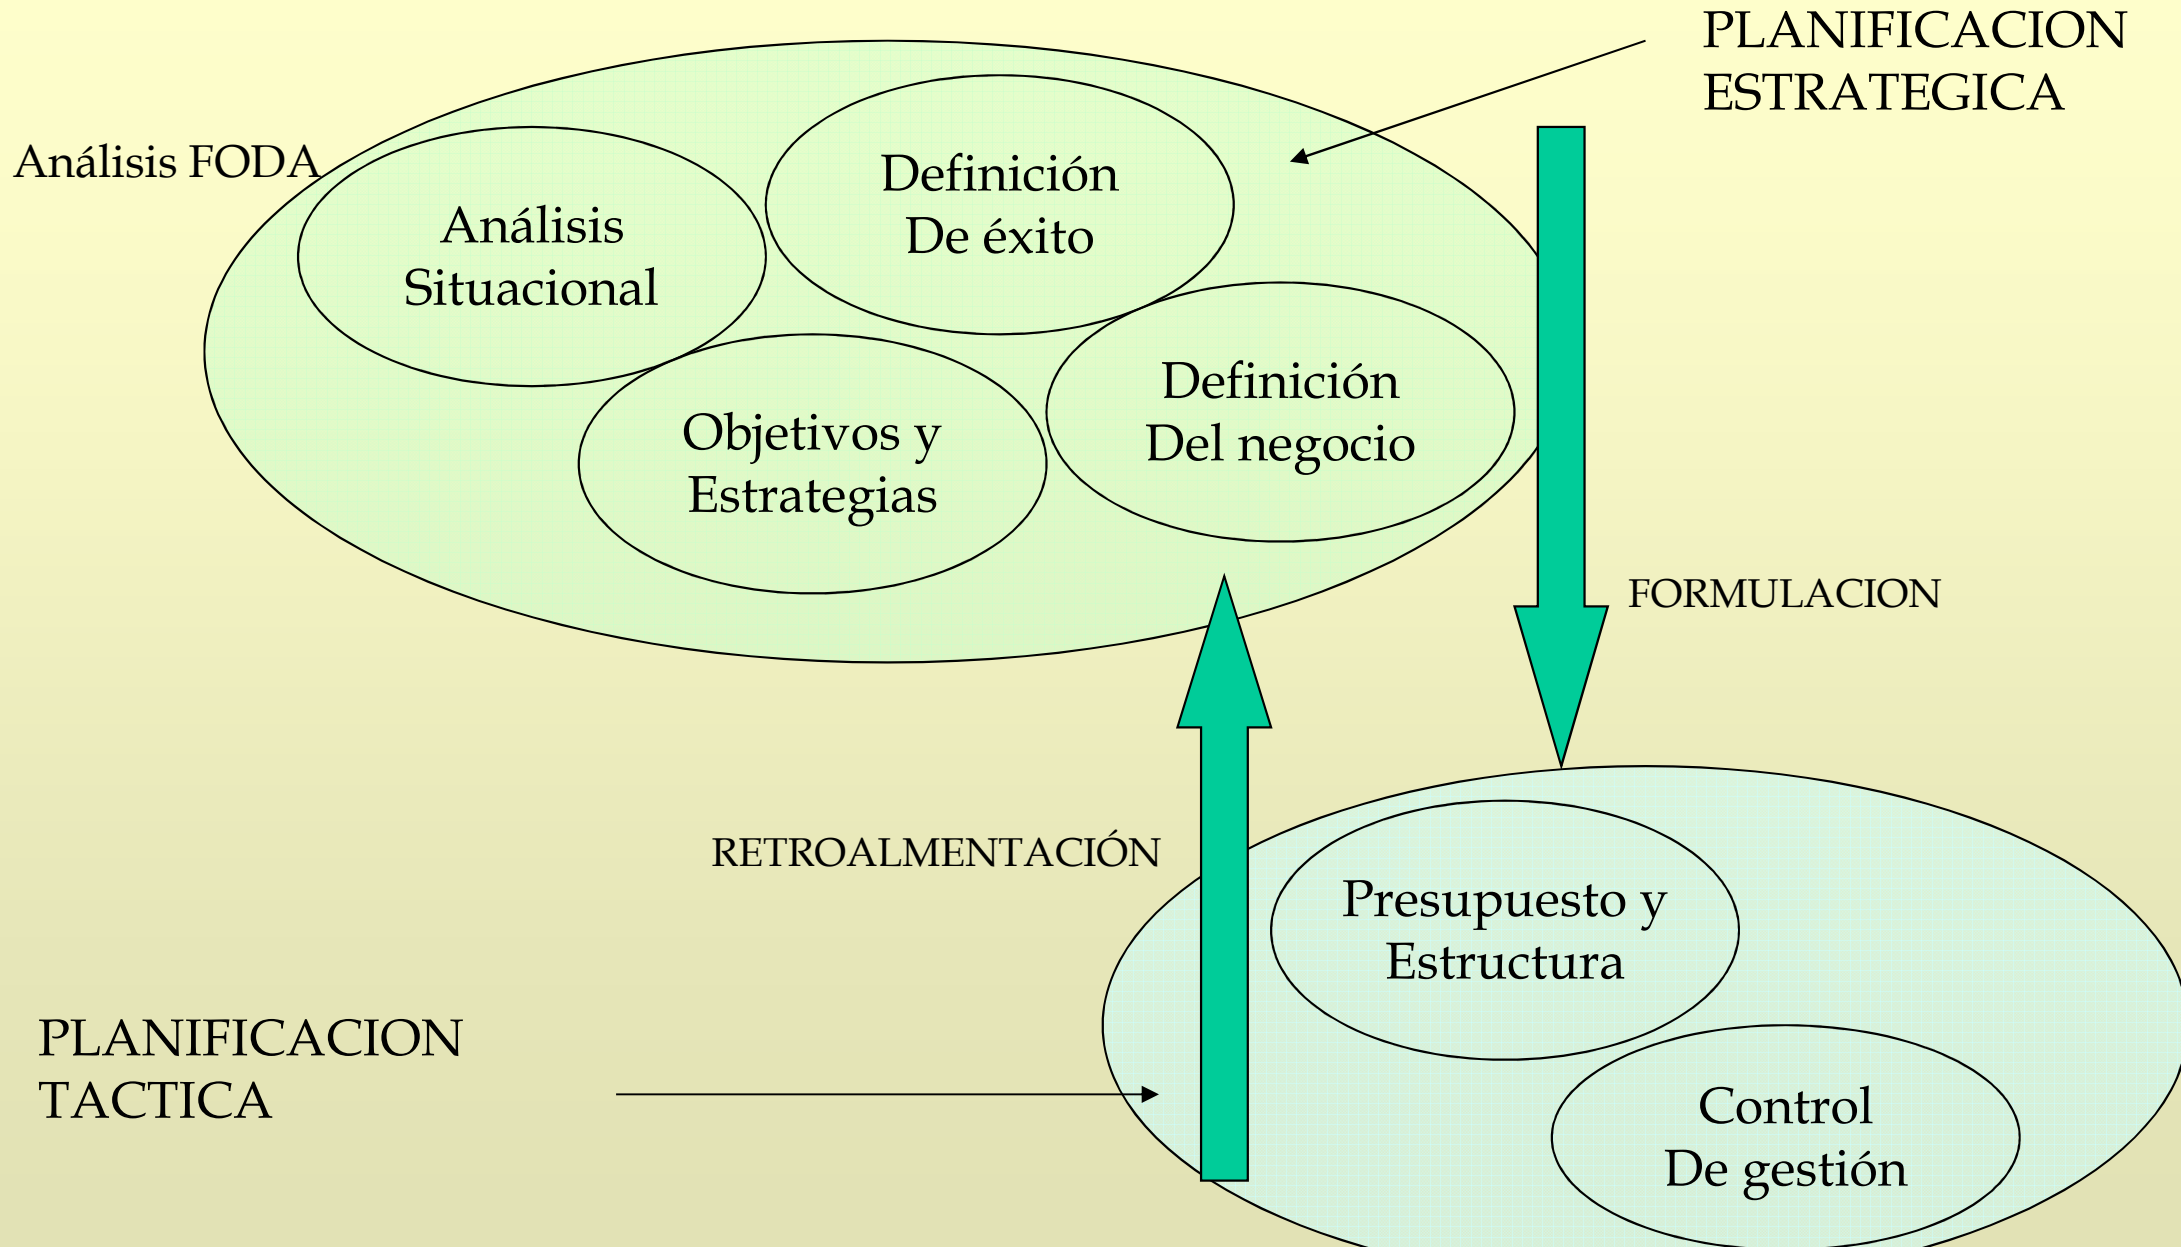 PLANIFICACION
ESTRATEGICA
Análisis FODA
Definición
De éxito
Análisis
Situacional
Definición
Del negocio
Objetivos y
Estrategias
FORMULACION
RETROALMENTACIÓN
Presupuesto y
Estructura
PLANIFICACION
TACTICA
Control
De gestión